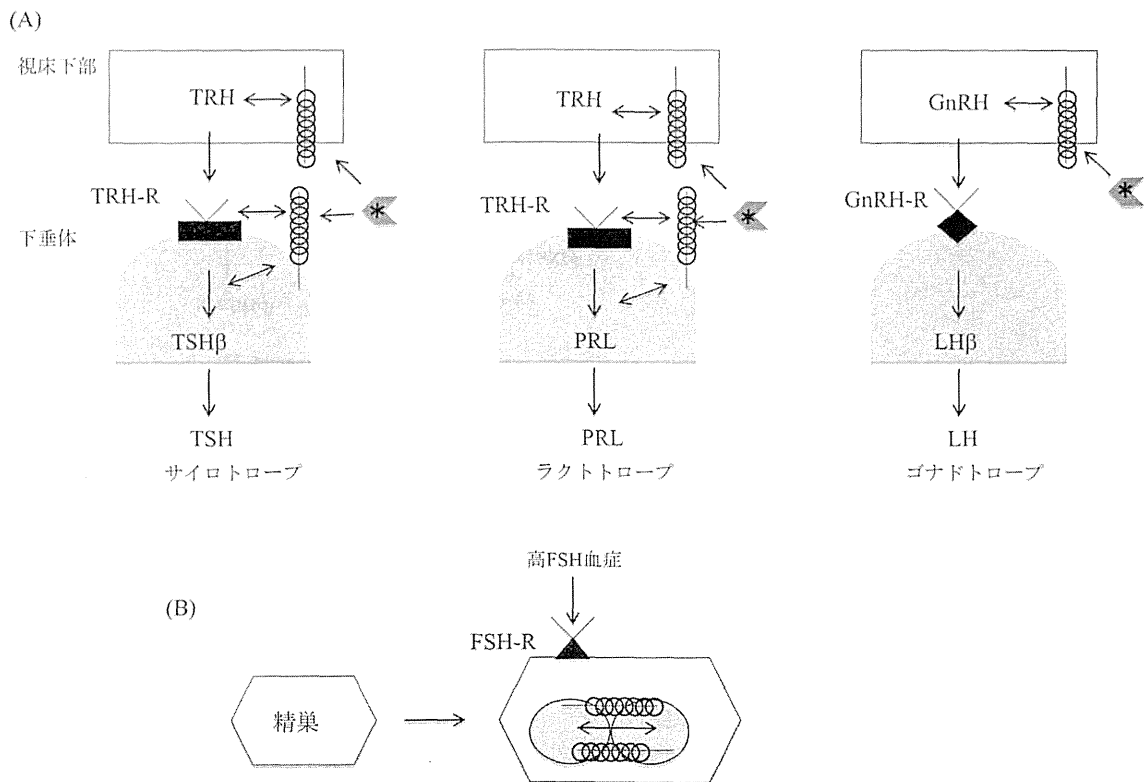 (A)
視床下部
TRH
TRH
GnRH
TRH-R
TRH-R
GnRH-R
*
*
*
下垂体
TSHβ
PRL
LHβ
TSH
PRL
LH
サイロトロープ
ラクトトロープ
ゴナドトロープ
高FSH血症
(B)
FSH-R
精巣